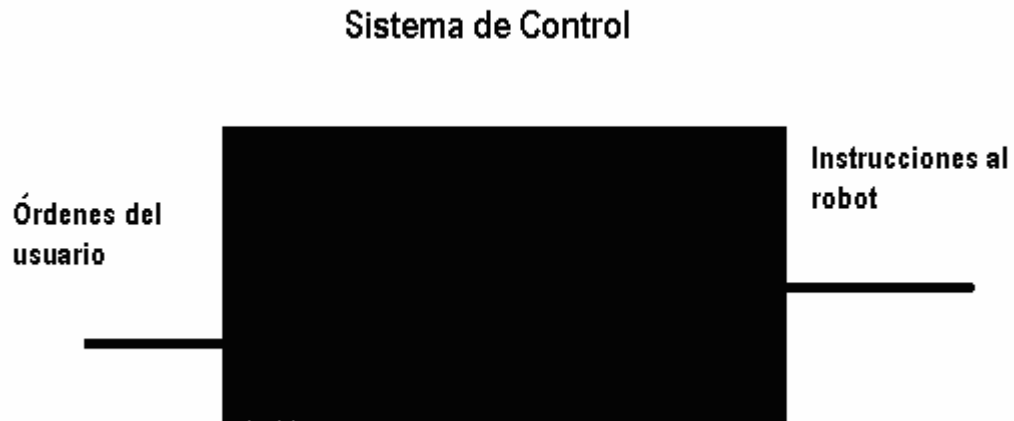 Sistema de Control
Instrucciones al
robot
Órdenes del
usuario